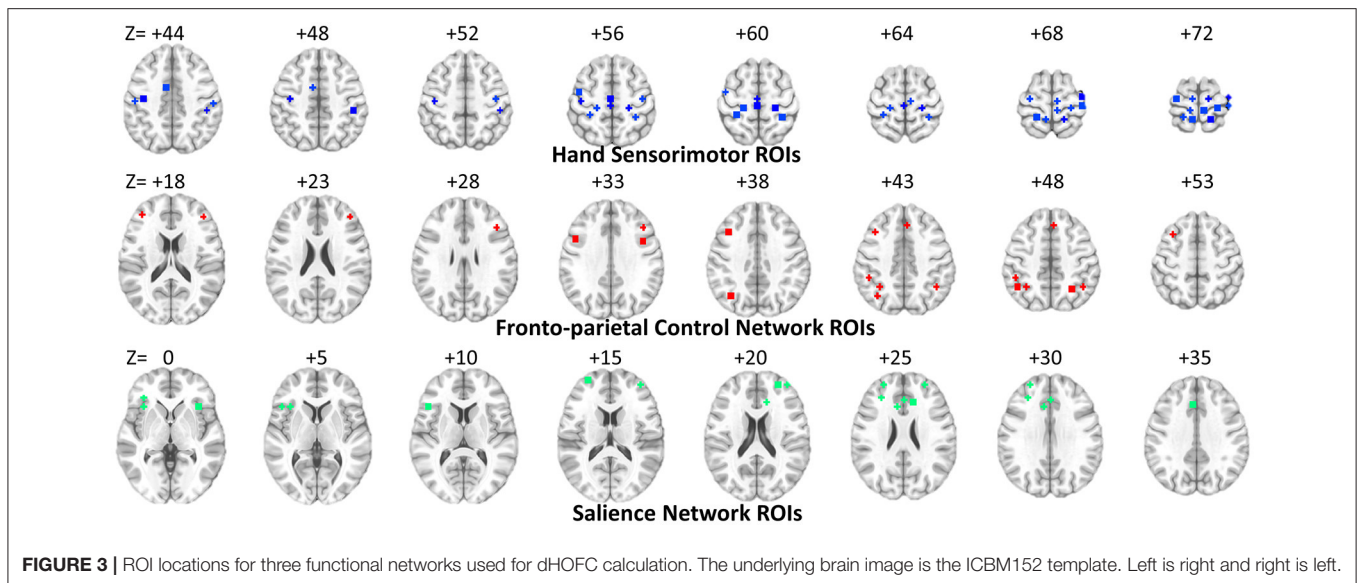 Z= +44 +48 +52 +56 +60 +64 +68 +72
Hand Sensorimotor ROIs
Z= +18 +23 +28 +33 +38 +43 +48 +53
Fronto-parietal Control Network ROIs
Z= 0 +5 +10 +15 +20 +25 +30 +35
Salience Network ROIs
FIGURE 3 | ROI locations for three functional networks used for dHOFC calculation. The underlying brain image is the ICBM152 template. Left is right and right is left.